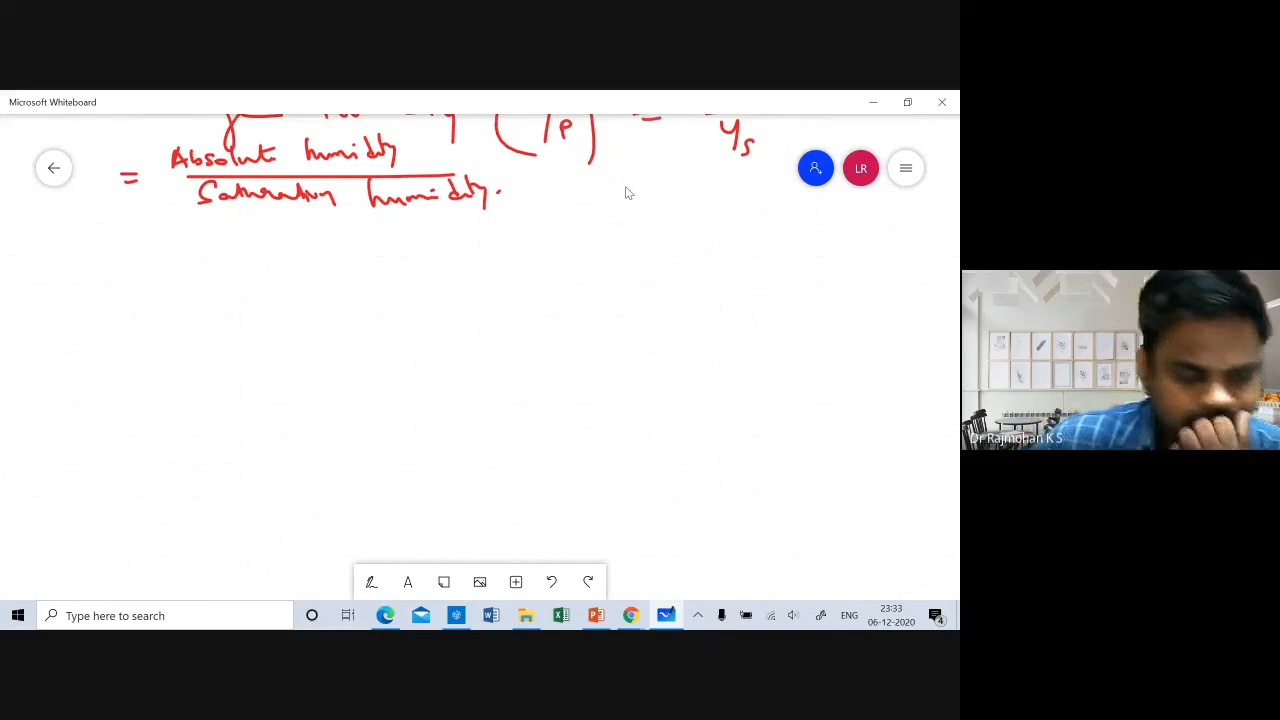 Microsoft Whiteboard
P
ys
Absolute humidity
=
Saturation humidity.
LR
Dr Rajmohan K S
A
Type here to search
ENG
23:33
06-12-2020
4